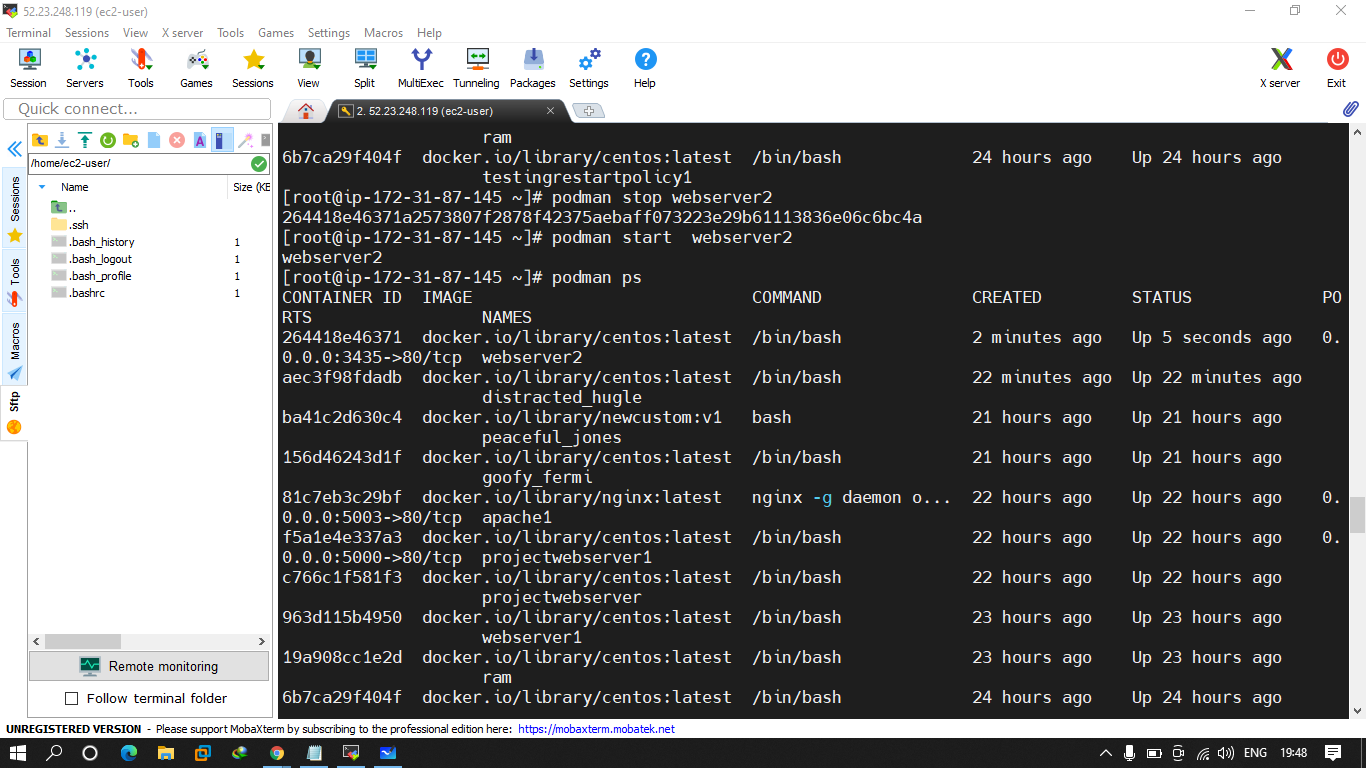 52.23.248.119 (ec2-user)
Terminal Sessions View X server Tools Games Settings Macros Help
Session Servers Tools Games Sessions View Split MultiExec Tunneling Packages Settings Help X server Exit
Quick connect...
2. 52.23.248.119 (ec2-user)
/home/ec2-user/
Name Size (KB
..
.ssh
.bash_history 1
.bash_logout 1
.bash_profile 1
.bashrc 1
Sessions
Tools
Macros
Sftp
Remote monitoring
Follow terminal folder
ram
6b7ca29f404f docker.io/library/centos:latest /bin/bash 24 hours ago Up 24 hours ago
testingrestartpolicy1
[root@ip-172-31-87-145 ~]# podman stop webserver2
264418e46371a2573807f2878f42375aebaff073223e29b61113836e06c6bc4a
[root@ip-172-31-87-145 ~]# podman start  webserver2
webserver2
[root@ip-172-31-87-145 ~]# podman ps
CONTAINER ID IMAGE COMMAND CREATED STATUS PO
RTS NAMES
264418e46371 docker.io/library/centos:latest /bin/bash 2 minutes ago Up 5 seconds ago 0.
0.0.0:3435->80/tcp webserver2
aec3f98fdadb docker.io/library/centos:latest /bin/bash 22 minutes ago Up 22 minutes ago
distracted_hugle
ba41c2d630c4 docker.io/library/newcustom:v1 bash 21 hours ago Up 21 hours ago
peaceful_jones
156d46243d1f docker.io/library/centos:latest /bin/bash 21 hours ago Up 21 hours ago
goofy_fermi
81c7eb3c29bf docker.io/library/nginx:latest nginx -g daemon o... 22 hours ago Up 22 hours ago 0.
0.0.0:5003->80/tcp apache1
f5a1e4e337a3 docker.io/library/centos:latest /bin/bash 22 hours ago Up 22 hours ago 0.
0.0.0:5000->80/tcp projectwebserver1
c766c1f581f3 docker.io/library/centos:latest /bin/bash 22 hours ago Up 22 hours ago
projectwebserver
963d115b4950 docker.io/library/centos:latest /bin/bash 23 hours ago Up 23 hours ago
webserver1
19a908cc1e2d docker.io/library/centos:latest /bin/bash 23 hours ago Up 23 hours ago
ram
6b7ca29f404f docker.io/library/centos:latest /bin/bash 24 hours ago Up 24 hours ago
UNREGISTERED VERSION - Please support MobaXterm by subscribing to the professional edition here: https://mobaxterm.mobatek.net
ENG 19:48